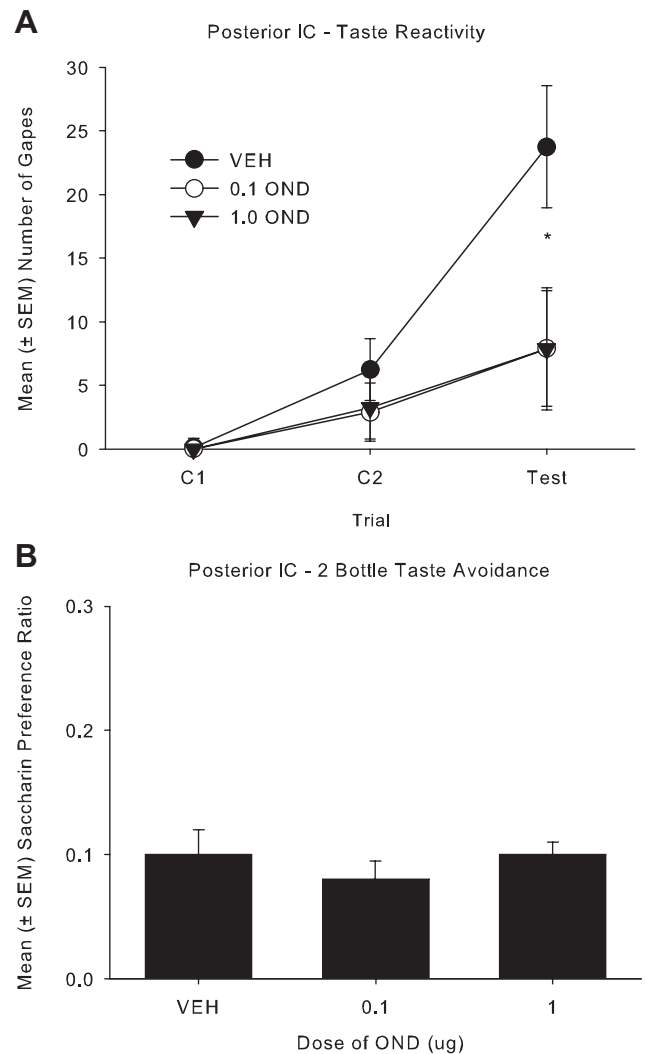 A
Posterior IC - Taste Reactivity
Mean (± SEM) Number of Gapes
30
25
20
15
10
5
0
VEH
0.1 OND
1.0 OND
*
C1
C2
Test
Trial
B
Posterior IC - 2 Bottle Taste Avoidance
Mean (± SEM) Saccharin Preference Ratio
0.3
0.2
0.1
0.0
VEH
0.1
1
Dose of OND (ug)